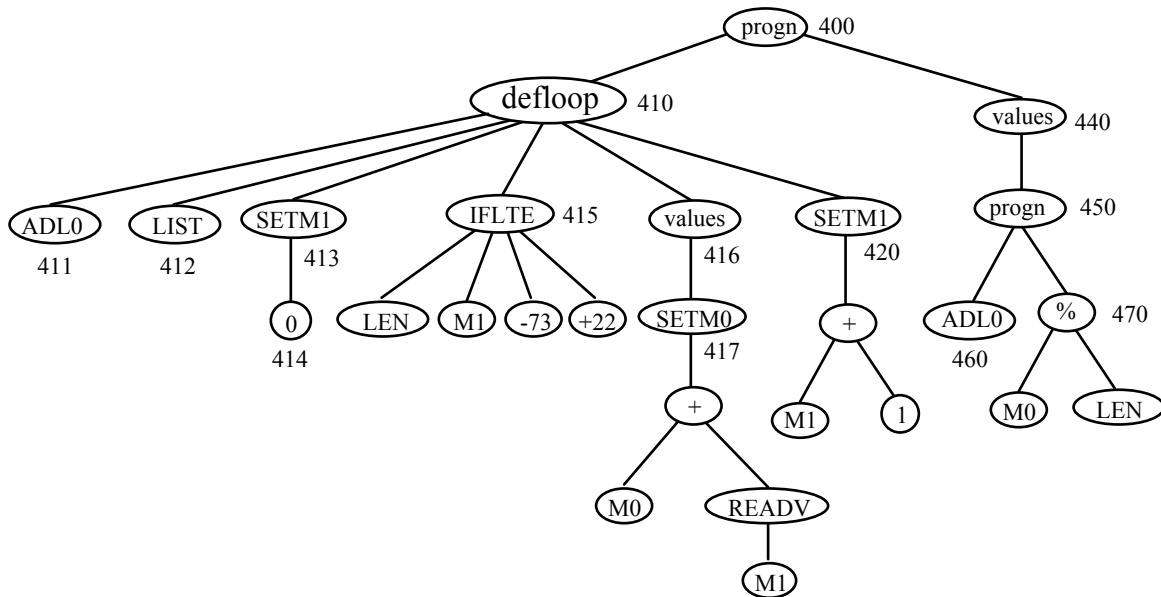 progn 400
defloop 410
values 440
ADL0 LIST SETM1 IFLTE 415 values SETM1 progn 450
411 412 413 416 420
0 LEN M1 -73 +22 SETM0 + ADL0 % 470
414 417 460
+ M1 1 M0 LEN
M0 READV
M1